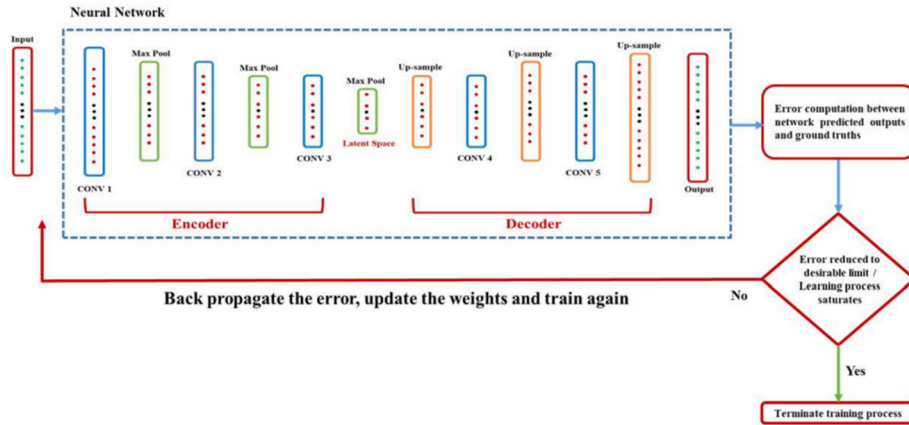 Neural Network
Input
Max Pool
Max Pool
Max Pool
Up-sample
Up-sample
Up-sample
Latent Space
CONV 1
CONV 2
CONV 3
CONV 4
CONV 5
Output
Encoder
Decoder
Error computation between
network predicted outputs
and ground truths
Error reduced to
desirable limit /
Learning process
saturates
No
Back propagate the error, update the weights and train again
Yes
Terminate training process